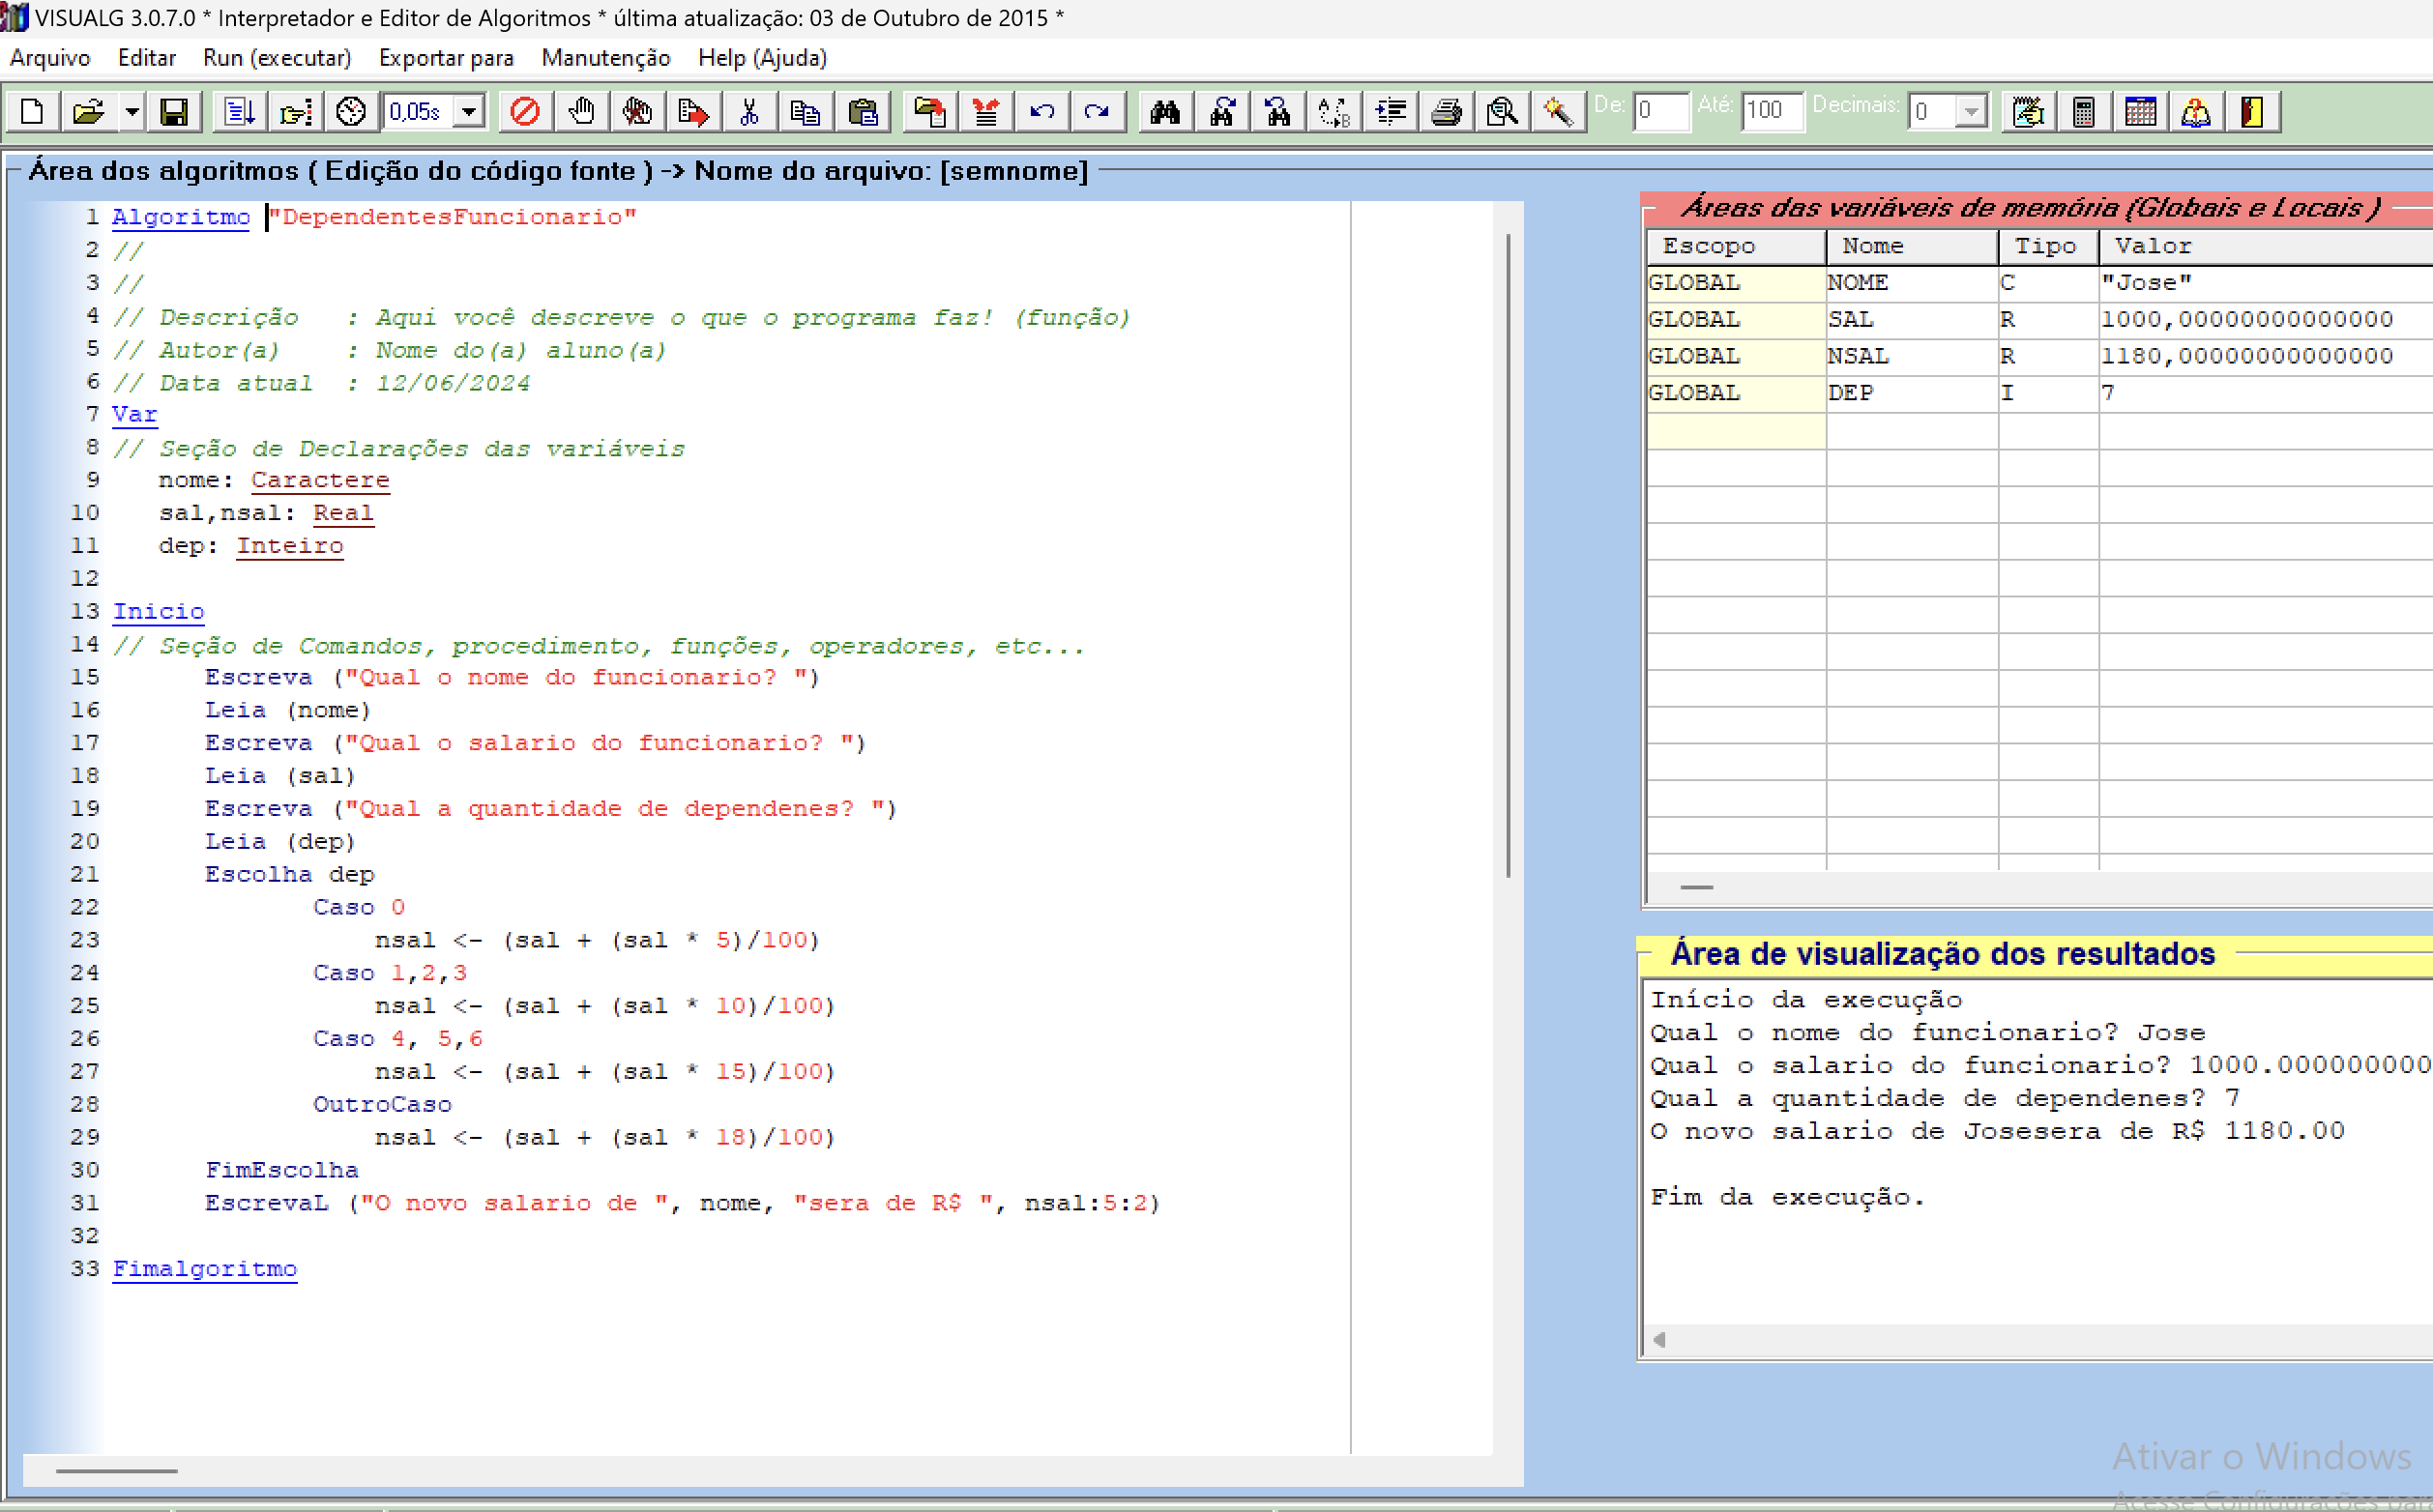 VISUALG 3.0.7.0 * Interpretador e Editor de Algoritmos * última atualização: 03 de Outubro de 2015 *
Arquivo Editar Run (executar) Exportar para Manutenção Help (Ajuda)
0,05s De: 0 Até: 100 Decimais: 0
Área dos algoritmos ( Edição do código fonte ) -> Nome do arquivo: [semnome]
1 Algoritmo "DependentesFuncionario"
2 //
3 //
4 // Descrição : Aqui você descreve o que o programa faz! (função)
5 // Autor(a) : Nome do(a) aluno(a)
6 // Data atual : 12/06/2024
7 Var
8 // Seção de Declarações das variáveis
9 nome: Caractere
10 sal,nsal: Real
11 dep: Inteiro
12
13 Inicio
14 // Seção de Comandos, procedimento, funções, operadores, etc...
15 Escreva ("Qual o nome do funcionario? ")
16 Leia (nome)
17 Escreva ("Qual o salario do funcionario? ")
18 Leia (sal)
19 Escreva ("Qual a quantidade de dependenes? ")
20 Leia (dep)
21 Escolha dep
22 Caso 0
23 nsal <- (sal + (sal * 5)/100)
24 Caso 1,2,3
25 nsal <- (sal + (sal * 10)/100)
26 Caso 4, 5,6
27 nsal <- (sal + (sal * 15)/100)
28 OutroCaso
29 nsal <- (sal + (sal * 18)/100)
30 FimEscolha
31 EscrevaL ("O novo salario de ", nome, "sera de R$ ", nsal:5:2)
32
33 Fimalgoritmo
Áreas das variáveis de memória (Globais e Locais )
Escopo Nome Tipo Valor
GLOBAL NOME C "Jose"
GLOBAL SAL R 1000,00000000000000
GLOBAL NSAL R 1180,00000000000000
GLOBAL DEP I 7
Área de visualização dos resultados
Início da execução
Qual o nome do funcionario? Jose
Qual o salario do funcionario? 1000.000000000
Qual a quantidade de dependenes? 7
O novo salario de Josesera de R$ 1180.00
Fim da execução.
Ativar o Windows
Acesse Configurações par